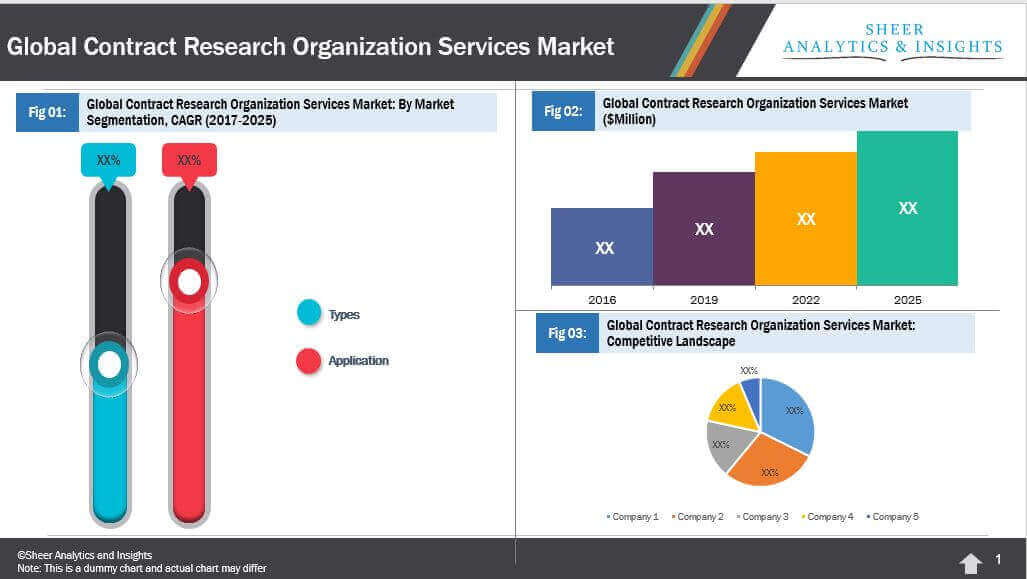 Global Contract Research Organization Services Market
SHEER
ANALYTICS & INSIGHTS
Fig 01:
Global Contract Research Organization Services Market: By Market
Segmentation, CAGR (2017-2025)
XX%
XX%
Types
Application
Fig 02:
Global Contract Research Organization Services Market
($Million)
XX
XX
XX
XX
2016
2019
2022
2025
Fig 03:
Global Contract Research Organization Services Market:
Competitive Landscape
XX%
XX%
XX%
XX%
XX%
Company 1
Company 2
Company 3
Company 4
Company 5
©Sheer Analytics and Insights
Note: This is a dummy chart and actual chart may differ
1